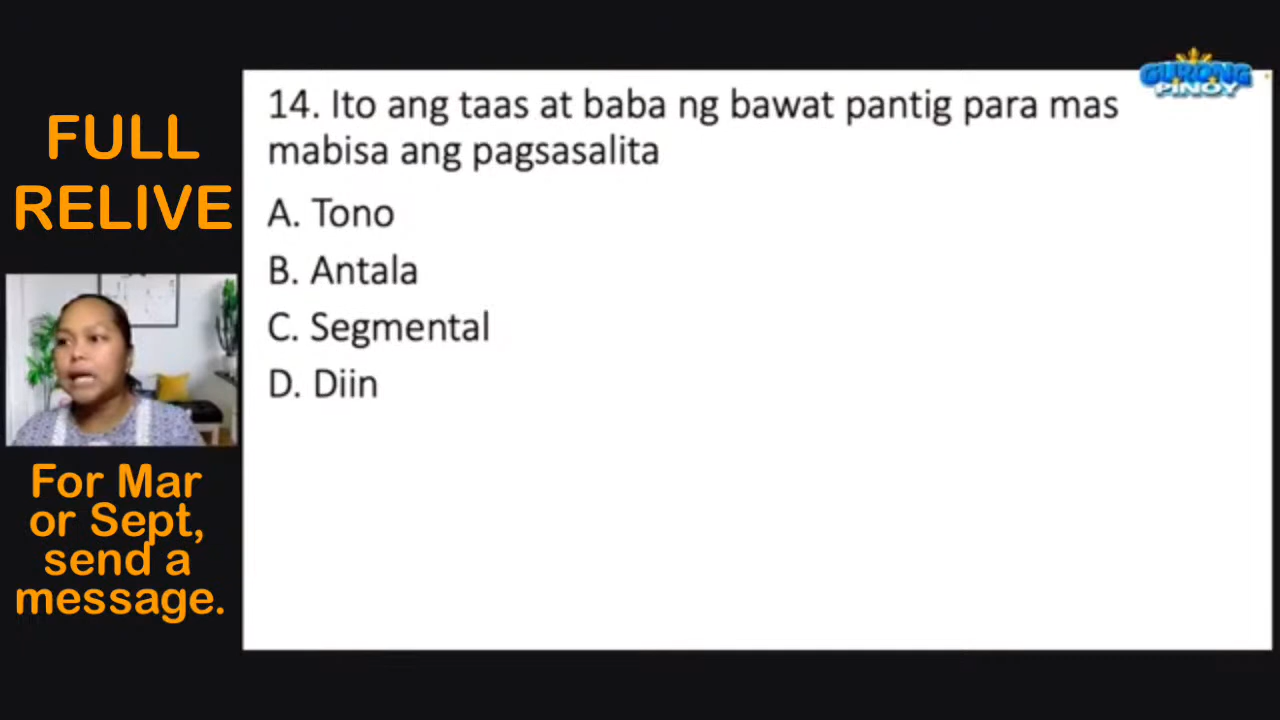 FULL
RELIVE
For Mar
or Sept,
send a
message.
GURONG
PINOY
14. Ito ang taas at baba ng bawat pantig para mas
mabisa ang pagsasalita
A. Tono
B. Antala
C. Segmental
D. Diin